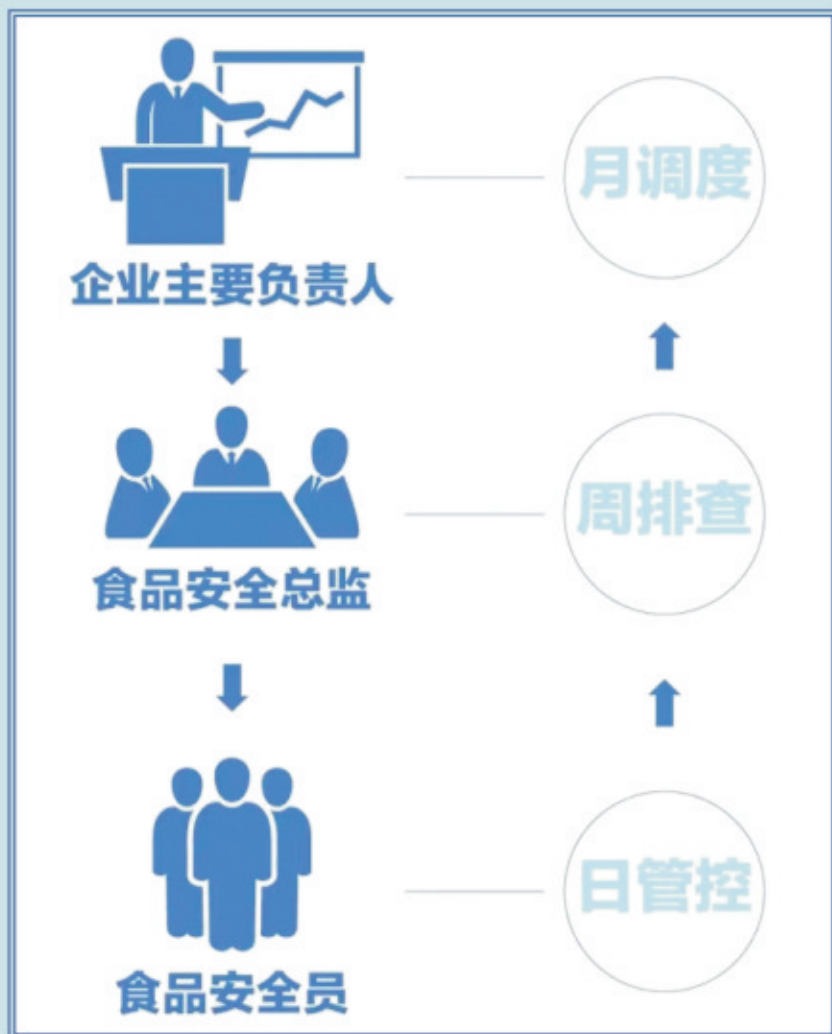 月调度
企业主要负责人
周排查
食品安全总监
日管控
食品安全员